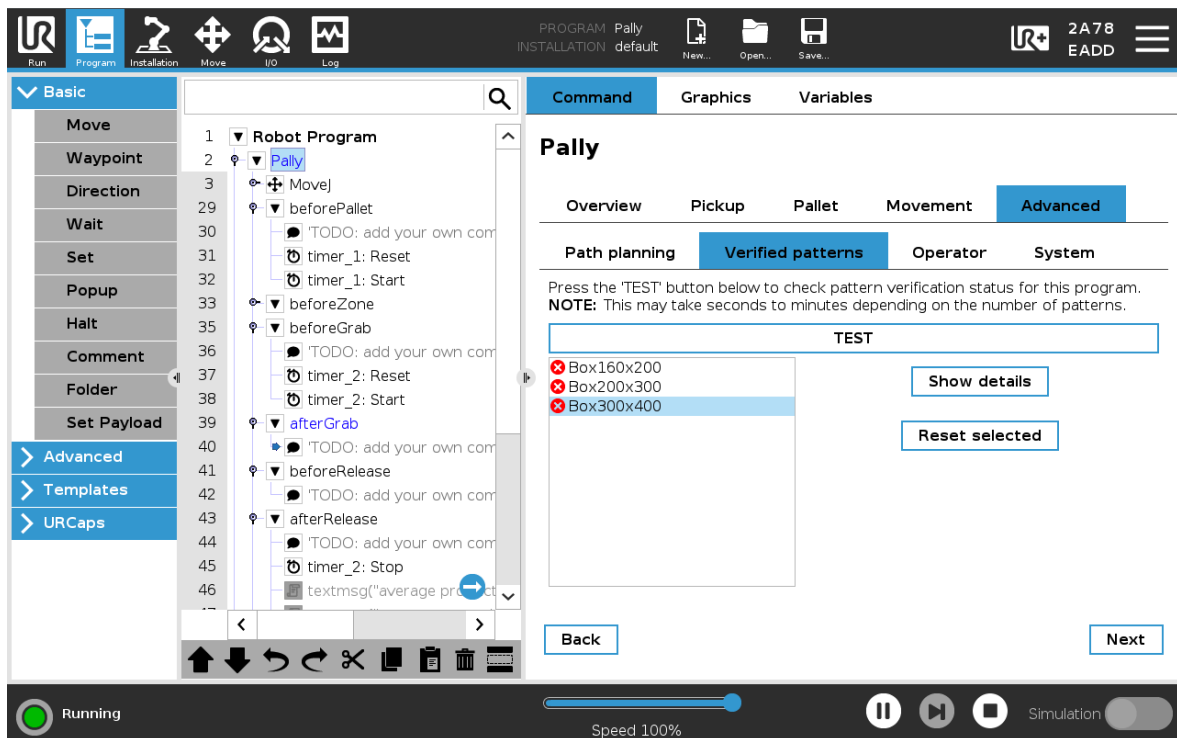 PROGRAM Pally
INSTALLATION default
2A78
EADD
Run Program Installation Move I/O Log New... Open... Save...
Basic
Move
Waypoint
Direction
Wait
Set
Popup
Halt
Comment
Folder
Set Payload
Advanced
Templates
URCaps
1 Robot Program
2 Pally
3 MoveJ
29 beforePallet
30 'TODO: add your own com
31 timer_1: Reset
32 timer_1: Start
33 beforeZone
35 beforeGrab
36 'TODO: add your own com
37 timer_2: Reset
38 timer_2: Start
39 afterGrab
40 'TODO: add your own com
41 beforeRelease
42 'TODO: add your own com
43 afterRelease
44 'TODO: add your own com
45 timer_2: Stop
46 textmsg("average pro
Command Graphics Variables
Pally
Overview Pickup Pallet Movement Advanced
Path planning Verified patterns Operator System
Press the 'TEST' button below to check pattern verification status for this program.
NOTE: This may take seconds to minutes depending on the number of patterns.
TEST
Box160x200
Box200x300
Box300x400
Show details
Reset selected
Back Next
Running
Speed 100%
Simulation